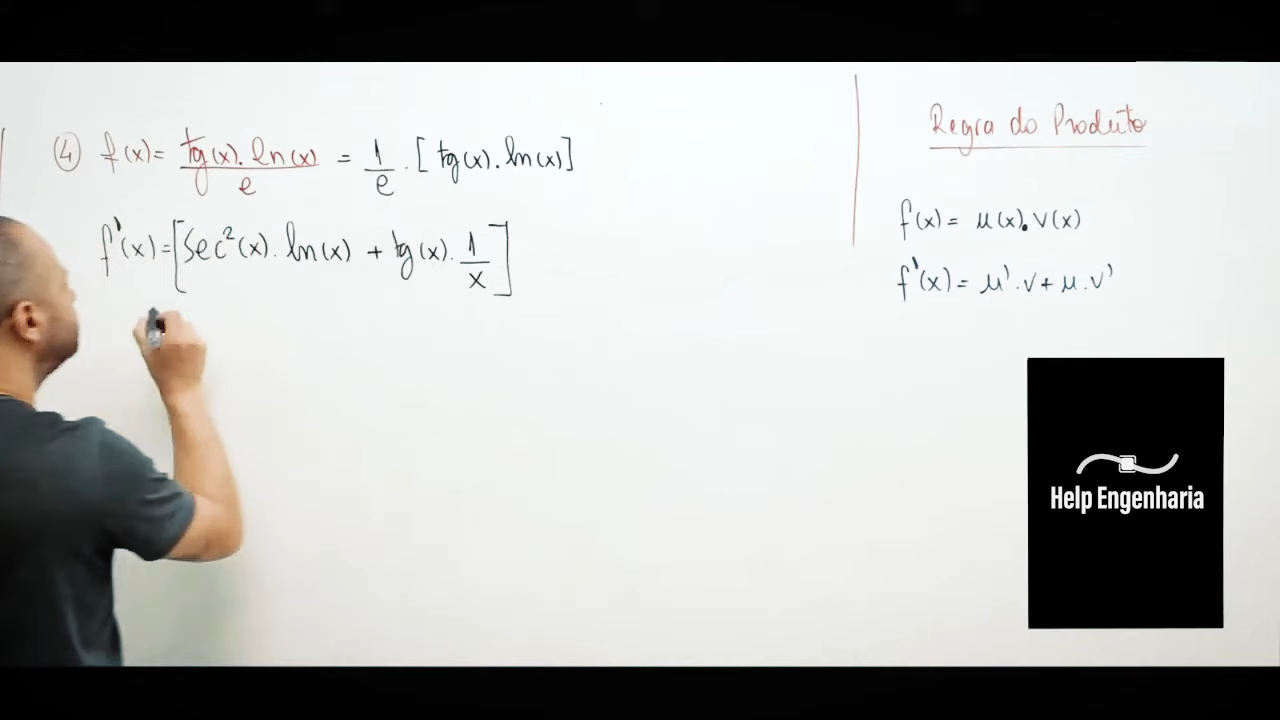 ④ f(x) = tg(x).ln(x)/e = 1/e . [tg(x).ln(x)]
f'(x) = [Sec²(x).ln(x) + tg(x).1/x]
Regra do Produto
f(x) = μ(x).v(x)
f'(x) = μ'.v + μ.v'
Help Engenharia